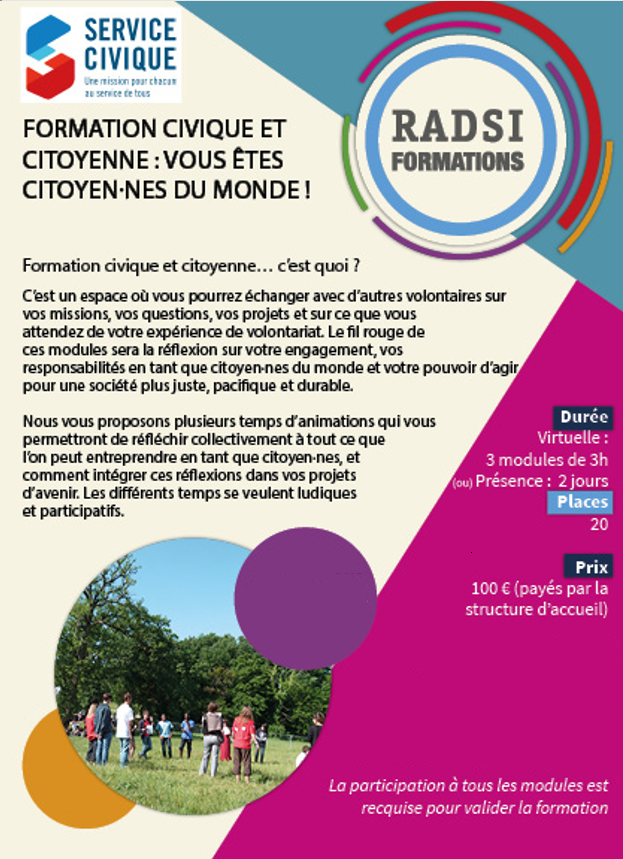 SERVICE
CIVIQUE
Une mission pour chacun
au service de tous
RADSI
FORMATIONS
FORMATION CIVIQUE ET
CITOYENNE : VOUS ÊTES
CITOYEN·NES DU MONDE !
Formation civique et citoyenne… c'est quoi ?
C'est un espace où vous pourrez échanger avec d'autres volontaires sur
vos missions, vos questions, vos projets et sur ce que vous
attendez de votre expérience de volontariat. Le fil rouge de
ces modules sera la réflexion sur votre engagement, vos
responsabilités en tant que citoyen·nes du monde et votre pouvoir d'agir
pour une société plus juste, pacifique et durable.
Nous vous proposons plusieurs temps d'animations qui vous
permettront de réfléchir collectivement à tout ce que
l'on peut entreprendre en tant que citoyen·nes, et
comment intégrer ces réflexions dans vos projets
d'avenir. Les différents temps se veulent ludiques
et participatifs.
Durée
Virtuelle :
3 modules de 3h
(ou) Présence : 2 jours
Places
20
Prix
100 € (payés par la
structure d'accueil)
La participation à tous les modules est
recquise pour valider la formation